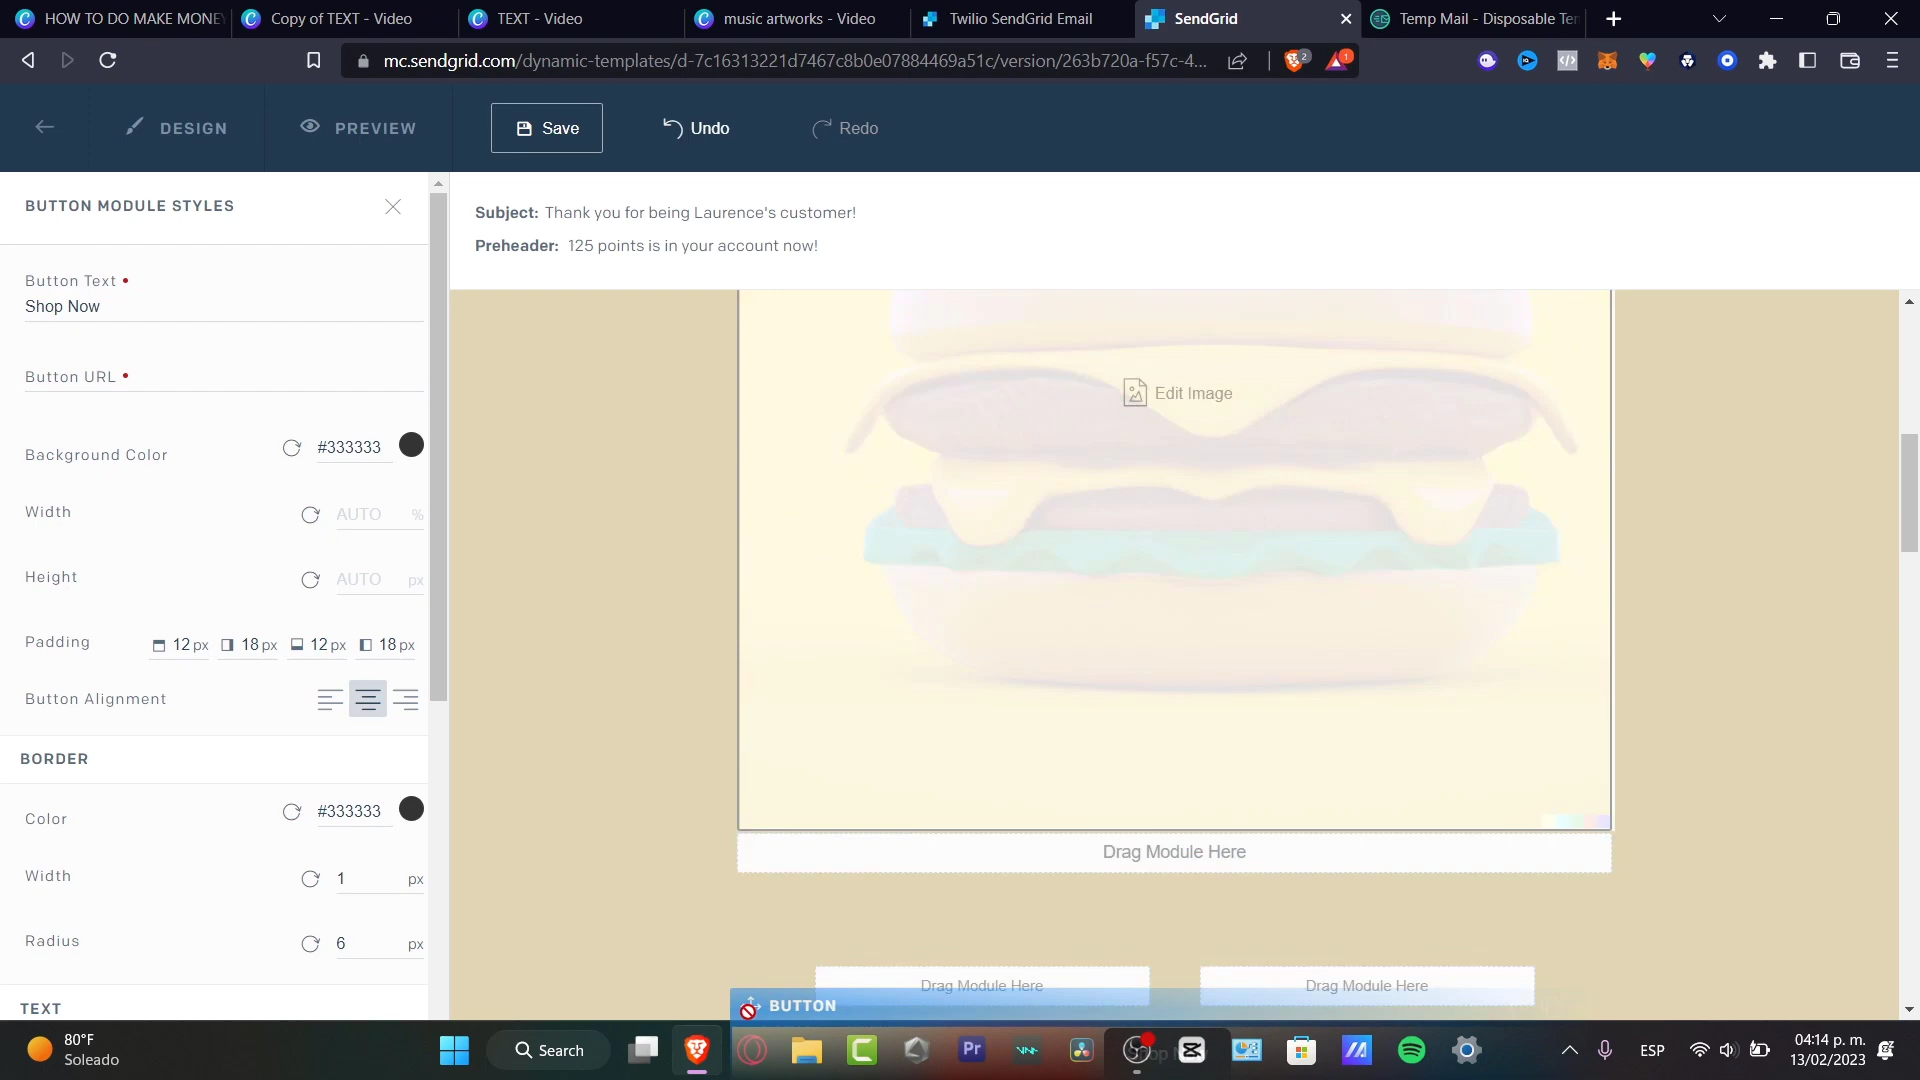 HOW TO DO MAKE MONEY
Copy of TEXT - Video
TEXT - Video
music artworks - Video
Twilio SendGrid Email
SendGrid
Temp Mail - Disposable Ten
mc.sendgrid.com/dynamic-templates/d-7c16313221d7467c8b0e07884469a51c/version/263b720a-f57c-4...
2
1
DESIGN
PREVIEW
Save
Undo
Redo
BUTTON MODULE STYLES
Subject: Thank you for being Laurence's customer!
Preheader: 125 points is in your account now!
Button Text
Shop Now
Button URL
Background Color
#333333
Width
AUTO %
Height
AUTO px
Padding
12 px 18 px 12 px 18 px
Button Alignment
BORDER
Color
#333333
Width
1 px
Radius
6 px
TEXT
Edit Image
Drag Module Here
Drag Module Here
Drag Module Here
BUTTON
80°F
Soleado
Search
Pr
ESP
04:14 p. m.
13/02/2023